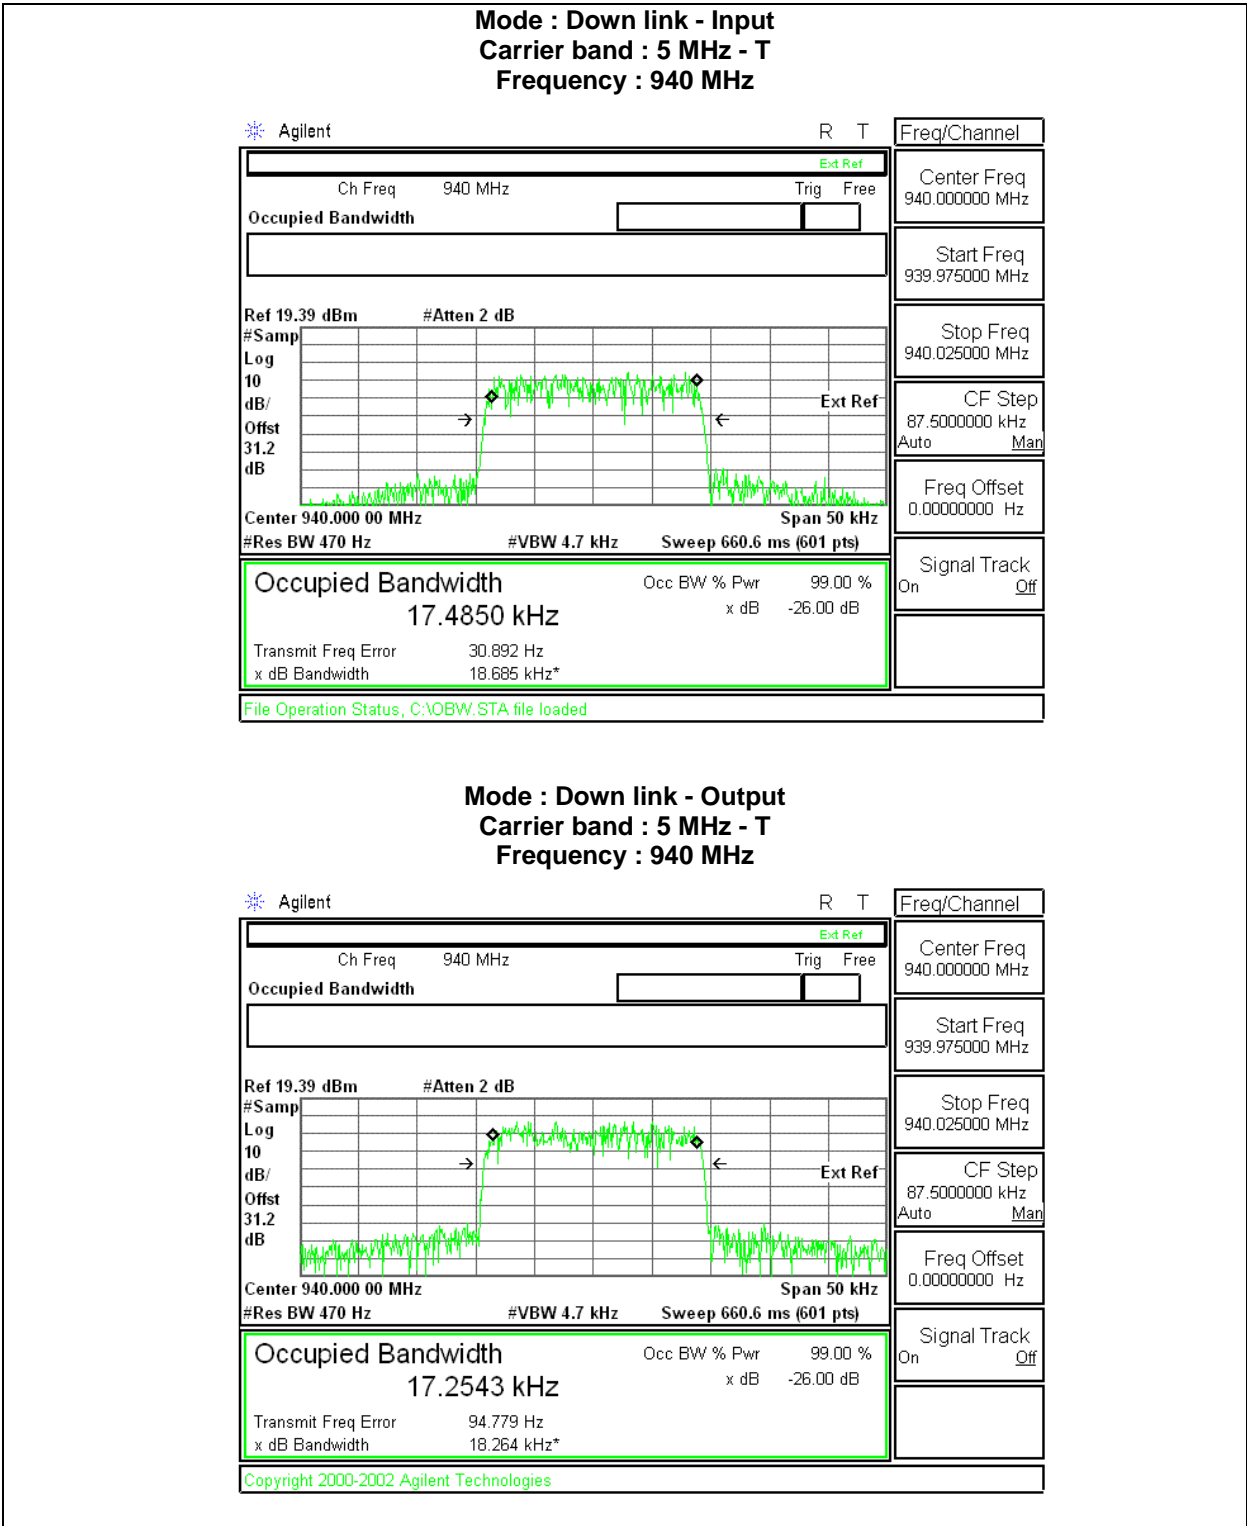 Mode : Down link - Input
Carrier band : 5 MHz - T
Frequency : 940 MHz
Agilent R T Freq/Channel
Ext Ref
Ch Freq 940 MHz Trig Free
Occupied Bandwidth
Center Freq
940.000000 MHz
Start Freq
939.975000 MHz
Ref 19.39 dBm #Atten 2 dB
#Samp
Log
10
dB/
Offst
31.2
dB
Ext Ref
Stop Freq
940.025000 MHz
CF Step
87.5000000 kHz
Auto Man
Freq Offset
0.00000000 Hz
Center 940.000 00 MHz Span 50 kHz
#Res BW 470 Hz #VBW 4.7 kHz Sweep 660.6 ms (601 pts)
Signal Track
On Off
Occupied Bandwidth Occ BW % Pwr 99.00 %
17.4850 kHz x dB -26.00 dB
Transmit Freq Error 30.892 Hz
x dB Bandwidth 18.685 kHz*
File Operation Status, C:\OBW.STA file loaded
Mode : Down link - Output
Carrier band : 5 MHz - T
Frequency : 940 MHz
Agilent R T Freq/Channel
Ext Ref
Ch Freq 940 MHz Trig Free
Occupied Bandwidth
Center Freq
940.000000 MHz
Start Freq
939.975000 MHz
Ref 19.39 dBm #Atten 2 dB
#Samp
Log
10
dB/
Offst
31.2
dB
Ext Ref
Stop Freq
940.025000 MHz
CF Step
87.5000000 kHz
Auto Man
Freq Offset
0.00000000 Hz
Center 940.000 00 MHz Span 50 kHz
#Res BW 470 Hz #VBW 4.7 kHz Sweep 660.6 ms (601 pts)
Signal Track
On Off
Occupied Bandwidth Occ BW % Pwr 99.00 %
17.2543 kHz x dB -26.00 dB
Transmit Freq Error 94.779 Hz
x dB Bandwidth 18.264 kHz*
Copyright 2000-2002 Agilent Technologies